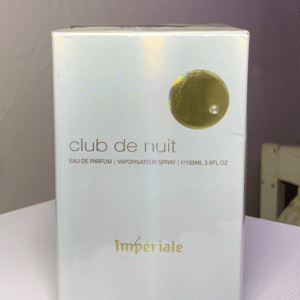 club de nuit
EAU DE PARFUM | VAPORISATEUR SPRAY | ℮105ML 3.6FL.OZ
Impériale